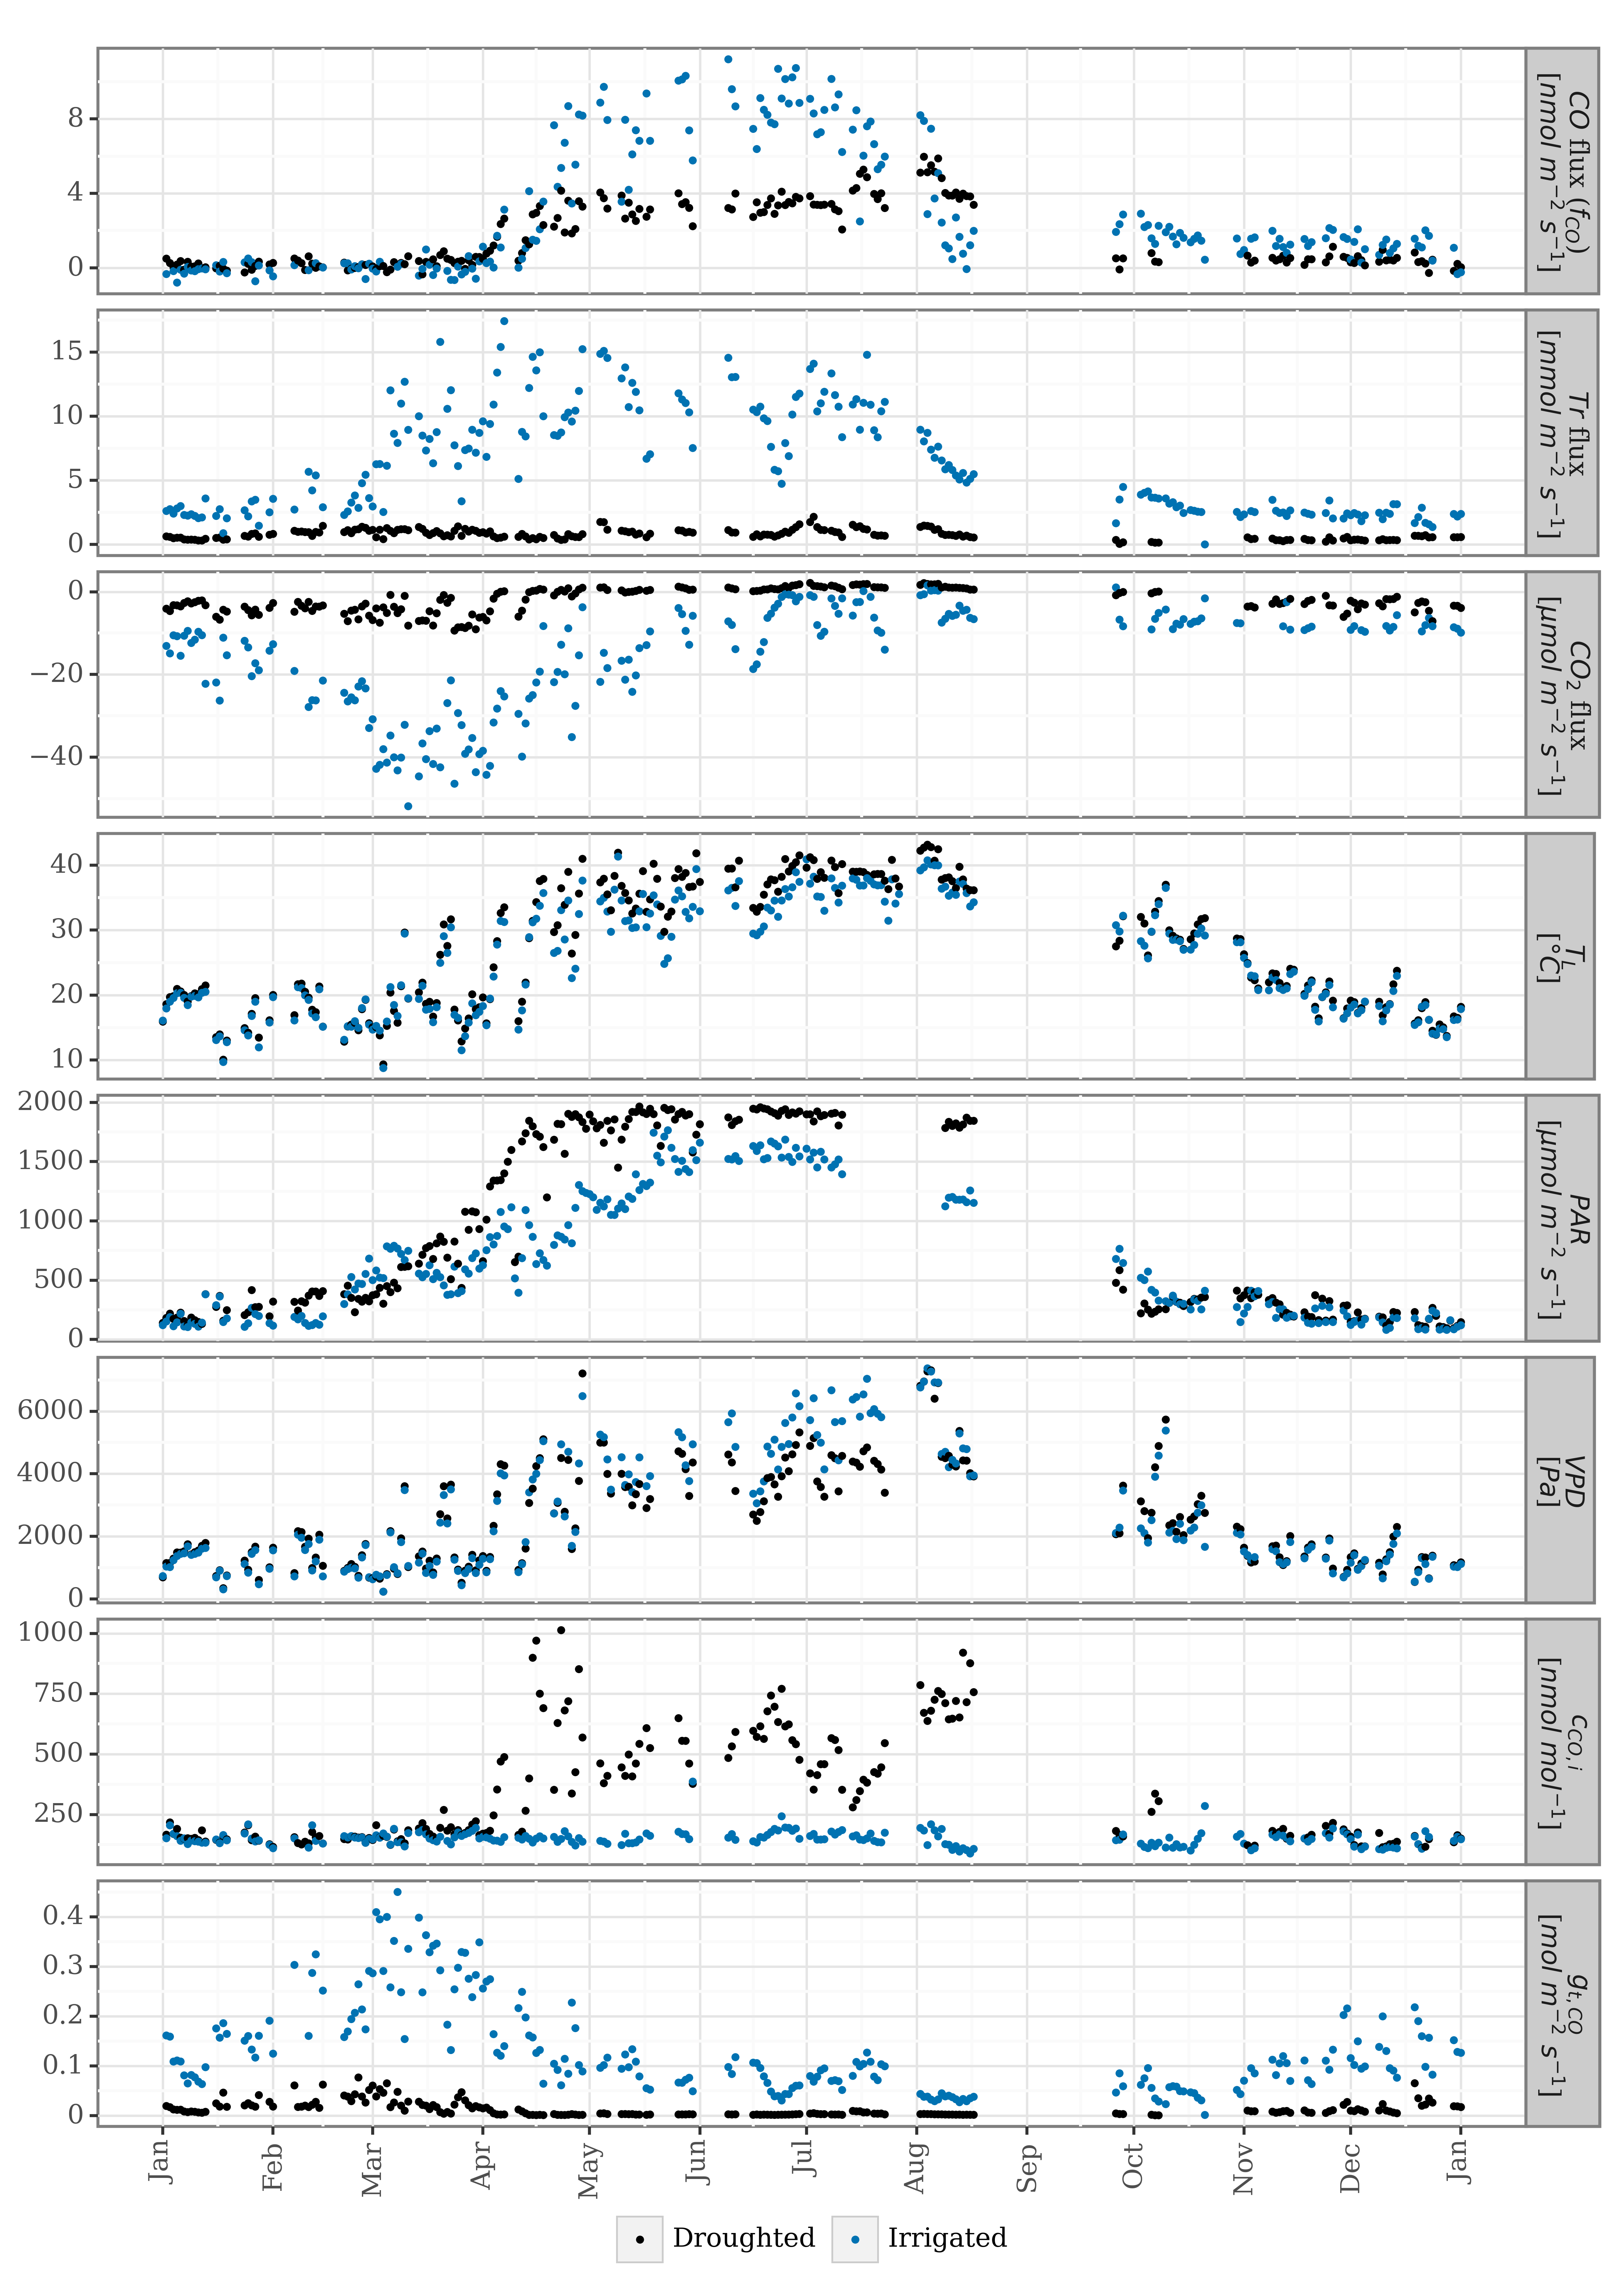 8
4
0
CO flux (f_CO)
[nmol m⁻² s⁻¹]
15
10
5
0
Tr flux
[mmol m⁻² s⁻¹]
0
−20
−40
CO₂ flux
[μmol m⁻² s⁻¹]
40
30
20
10
T_L
[°C]
2000
1500
1000
500
0
PAR
[μmol m⁻² s⁻¹]
6000
4000
2000
0
VPD
[Pa]
1000
750
500
250
c_CO,i
[nmol mol⁻¹]
0.4
0.3
0.2
0.1
0
g_t,CO
[mol m⁻² s⁻¹]
Jan Feb Mar Apr May Jun Jul Aug Sep Oct Nov Dec Jan
Droughted Irrigated